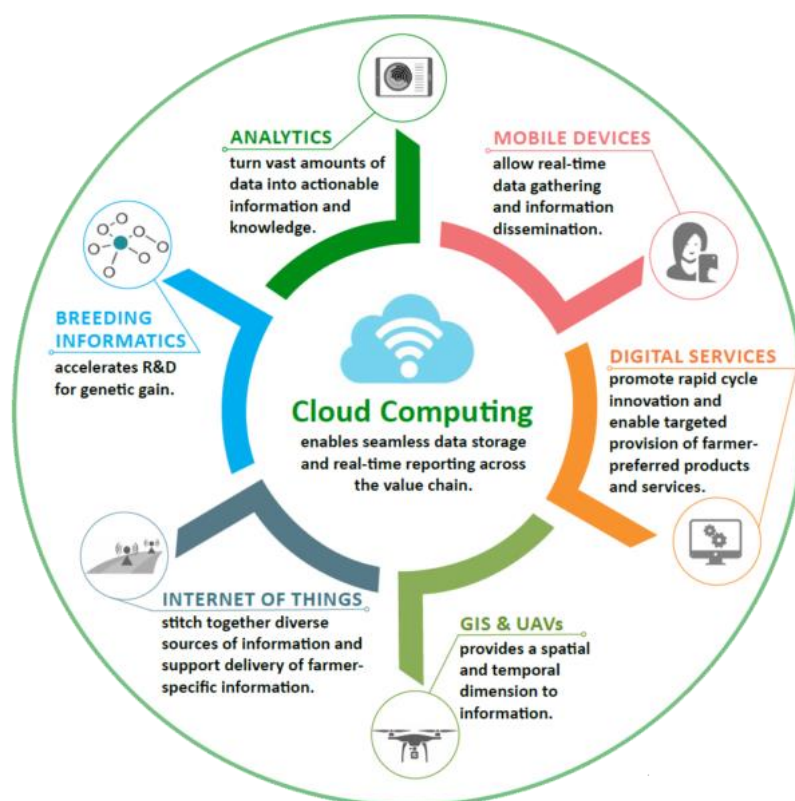 ANALYTICS
turn vast amounts of
data into actionable
information and
knowledge.
MOBILE DEVICES
allow real-time
data gathering
and information
dissemination.
BREEDING
INFORMATICS
accelerates R&D
for genetic gain.
Cloud Computing
enables seamless data storage
and real-time reporting across
the value chain.
DIGITAL SERVICES
promote rapid cycle
innovation and
enable targeted
provision of farmer-
preferred products
and services.
INTERNET OF THINGS
stitch together diverse
sources of information and
support delivery of farmer-
specific information.
GIS & UAVs
provides a spatial
and temporal
dimension to
information.